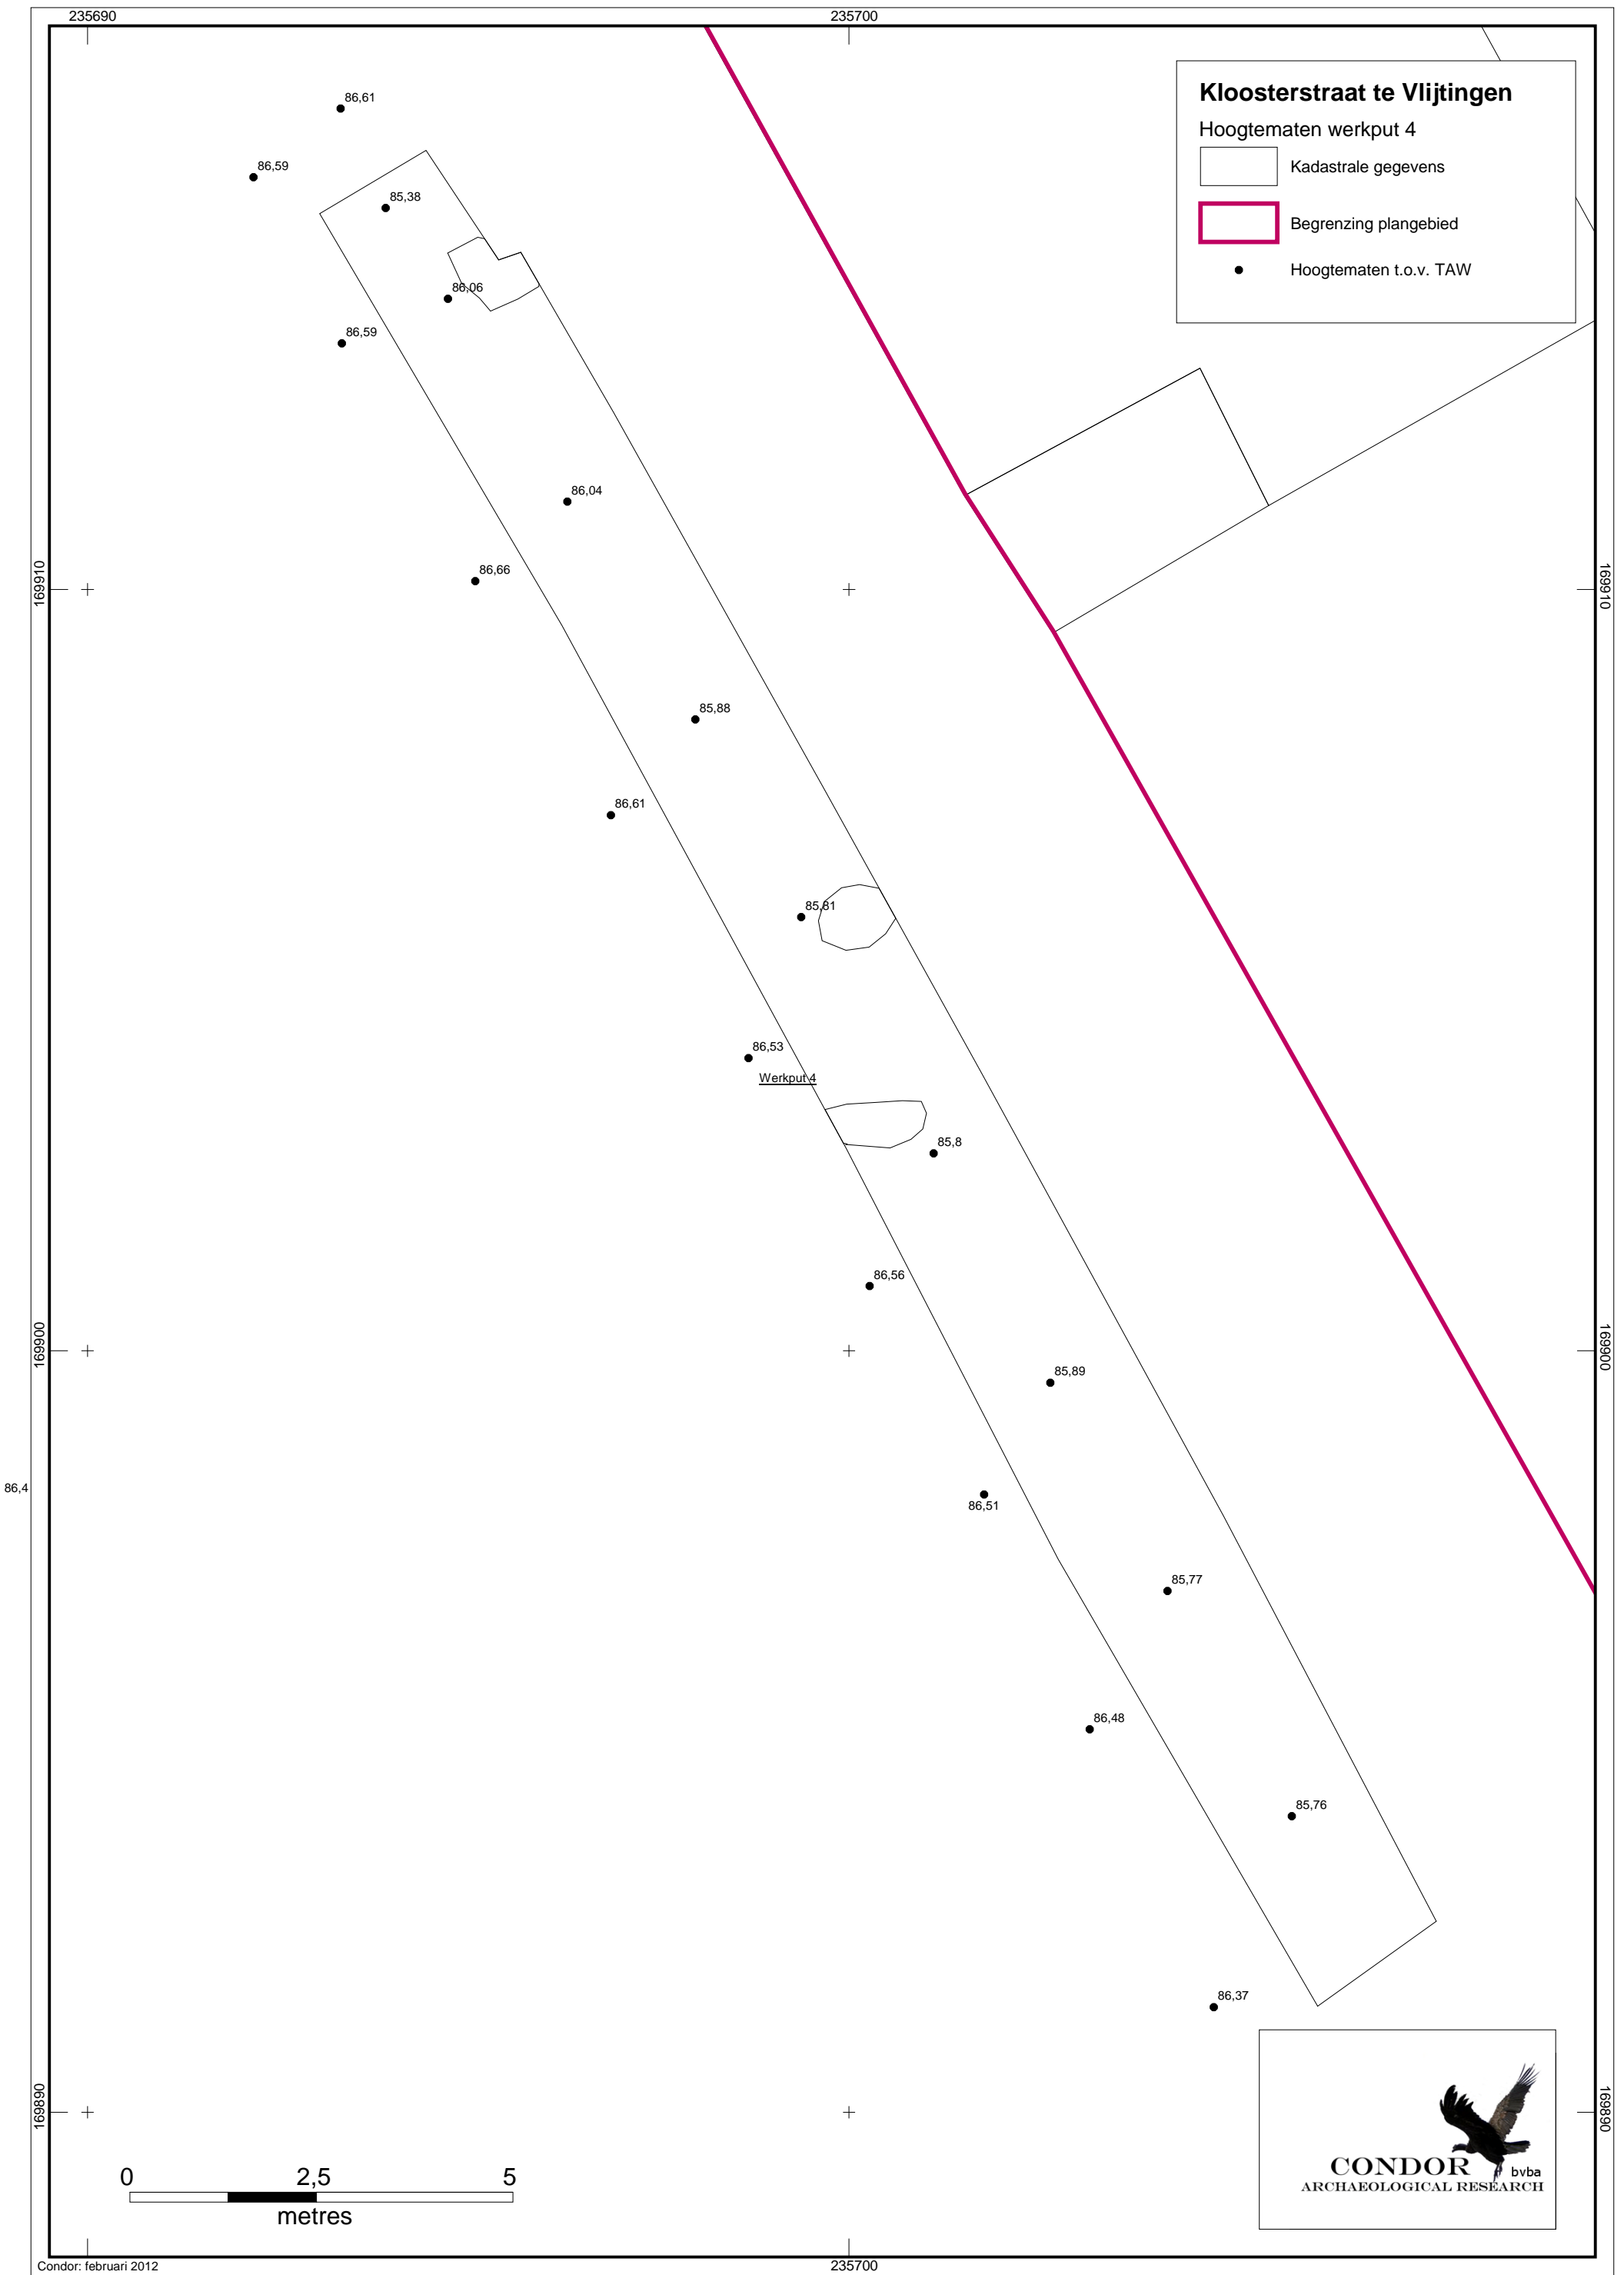 235690
235700
86,61
86,59
85,38
86,06
86,59
Kloosterstraat te Vlijtingen
Hoogtematen werkput 4
Kadastrale gegevens
Begrenzing plangebied
Hoogtematen t.o.v. TAW
86,04
86,66
169910
169910
85,88
86,61
85,81
86,53
Werkput 4
85,8
86,56
169900
169900
85,89
86,4
86,51
85,77
86,48
85,76
86,37
169890
169890
CONDOR bvba
ARCHAEOLOGICAL RESEARCH
0 2,5 5
metres
Condor: februari 2012
235700